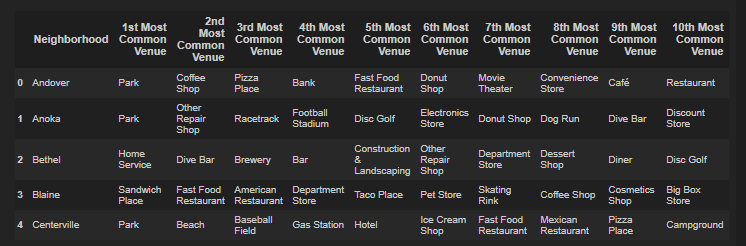 Neighborhood 1st Most Common Venue 2nd Most Common Venue 3rd Most Common Venue 4th Most Common Venue 5th Most Common Venue 6th Most Common Venue 7th Most Common Venue 8th Most Common Venue 9th Most Common Venue 10th Most Common Venue
0 Andover Park Coffee Shop Pizza Place Bank Fast Food Restaurant Donut Shop Movie Theater Convenience Store Café Restaurant
1 Anoka Park Other Repair Shop Racetrack Football Stadium Disc Golf Electronics Store Donut Shop Dog Run Dive Bar Discount Store
2 Bethel Home Service Dive Bar Brewery Bar Construction & Landscaping Other Repair Shop Department Store Dessert Shop Diner Disc Golf
3 Blaine Sandwich Place Fast Food Restaurant American Restaurant Department Store Taco Place Pet Store Skating Rink Coffee Shop Cosmetics Shop Big Box Store
4 Centerville Park Beach Baseball Field Gas Station Hotel Ice Cream Shop Fast Food Restaurant Mexican Restaurant Pizza Place Campground